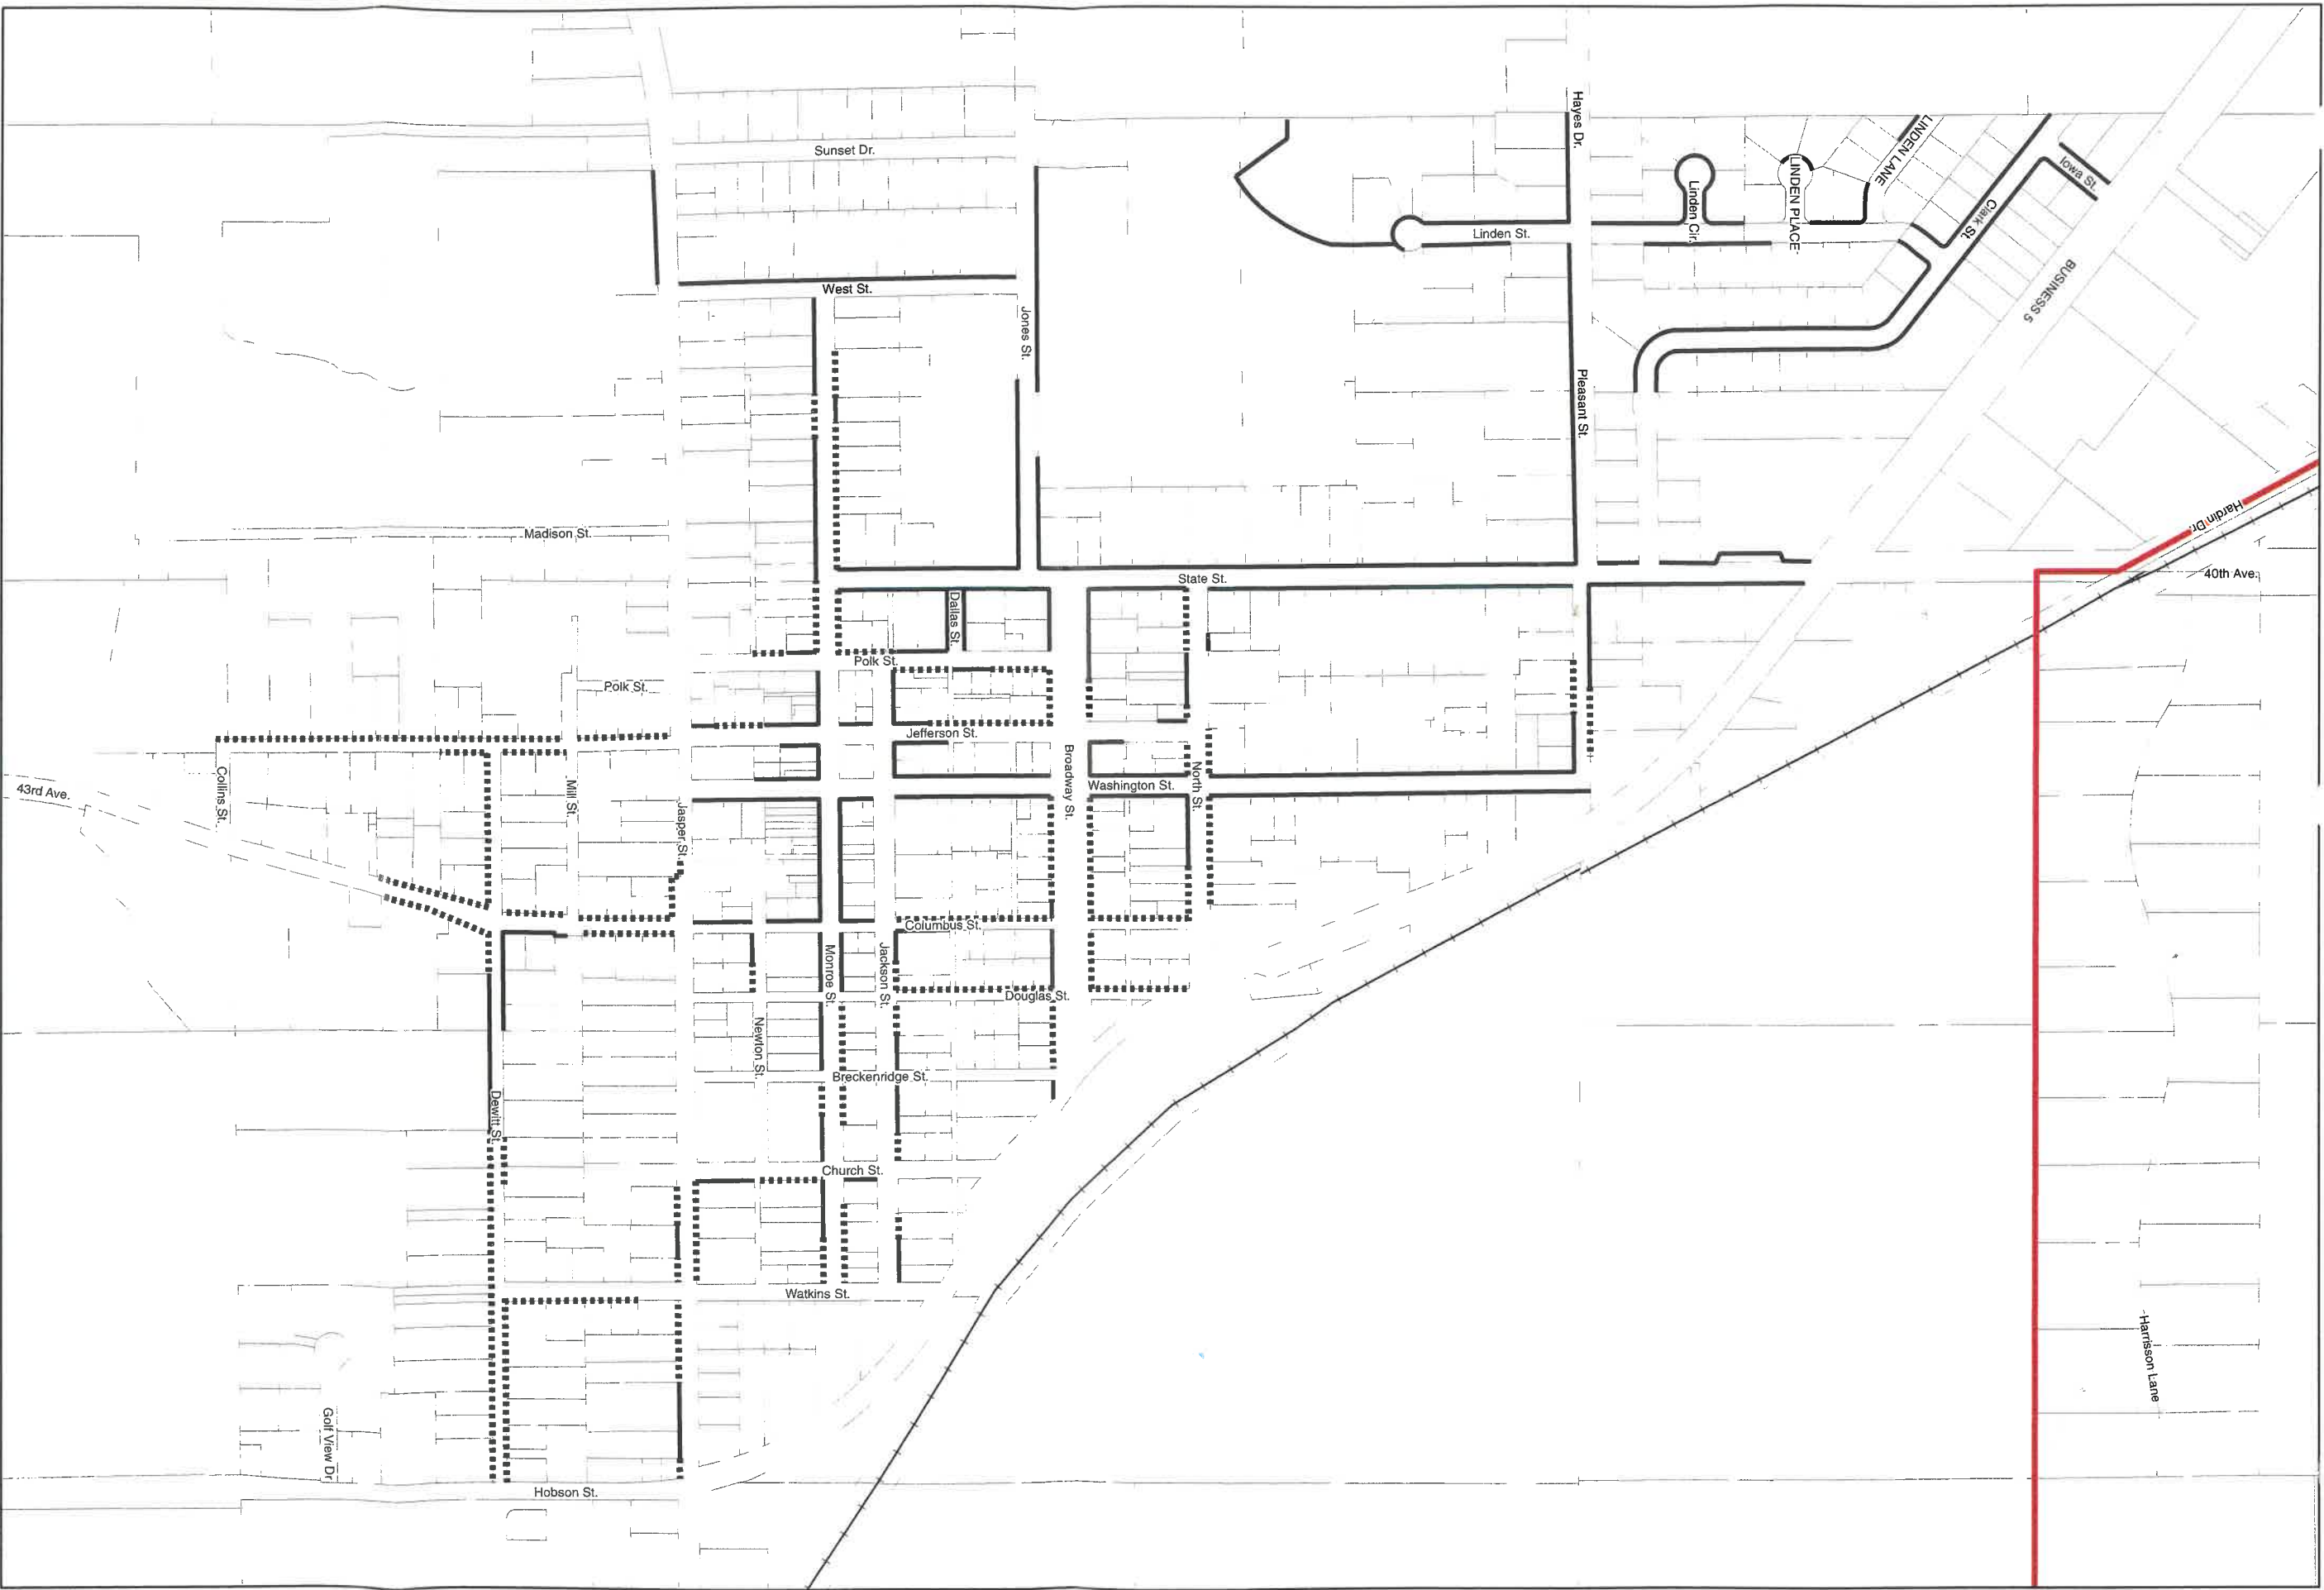 Hayes Dr.
LINDEN LANE
Sunset Dr.
Iowa St.
LINDEN PLACE
Linden Cir.
Clark St.
Linden St.
West St.
BUSINESS 5
Jones St.
Pleasant St.
Hardin Dr.
Madison St.
State St.
40th Ave.
Dallas St.
Polk St.
Polk St.
Jefferson St.
Collins St.
43rd Ave.
Mill St.
Jasper St.
Broadway St.
Washington St.
North St.
Columbus St.
Monroe St.
Jackson St.
Douglas St.
Newton St.
Breckenridge St.
Dewitt St.
Church St.
Watkins St.
Harrisson Lane
Golf View Dr
Hobson St.